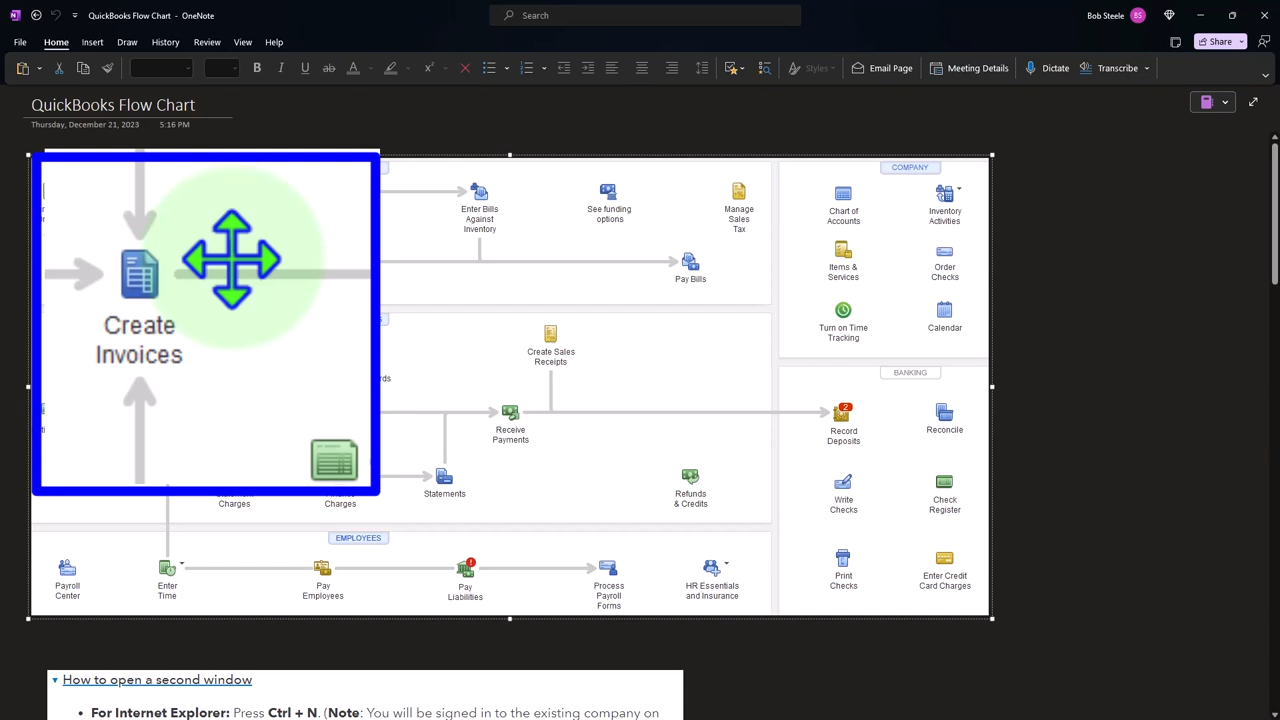 QuickBooks Flow Chart - OneNote
Search
Bob Steele
BS
File Home Insert Draw History Review View Help
Share
Styles
Email Page
Meeting Details
Dictate
Transcribe
QuickBooks Flow Chart
Thursday, December 21, 2023 5:16 PM
Create
Invoices
Enter Bills
Against
Inventory
See funding
options
Manage
Sales
Tax
Pay Bills
COMPANY
Chart of
Accounts
Inventory
Activities
Items &
Services
Order
Checks
Turn on Time
Tracking
Calendar
Create Sales
Receipts
Receive
Payments
Statement
Charges
Finance
Charges
Statements
Refunds
& Credits
BANKING
2
Record
Deposits
Reconcile
Write
Checks
Check
Register
Print
Checks
Enter Credit
Card Charges
EMPLOYEES
Payroll
Center
Enter
Time
Pay
Employees
Pay
Liabilities
Process
Payroll
Forms
HR Essentials
and Insurance
How to open a second window
• For Internet Explorer: Press Ctrl + N. (Note: You will be signed in to the existing company on